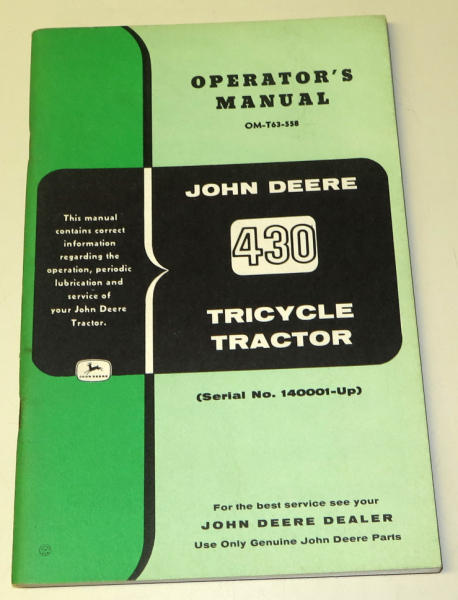 OPERATOR'S
MANUAL
OM-T63-558
JOHN DEERE
430
TRICYCLE
TRACTOR
(Serial No. 140001-Up)
This manual
contains correct
information
regarding the
operation, periodic
lubrication and
service of
your John Deere
Tractor.
JOHN DEERE
For the best service see your
JOHN DEERE DEALER
Use Only Genuine John Deere Parts